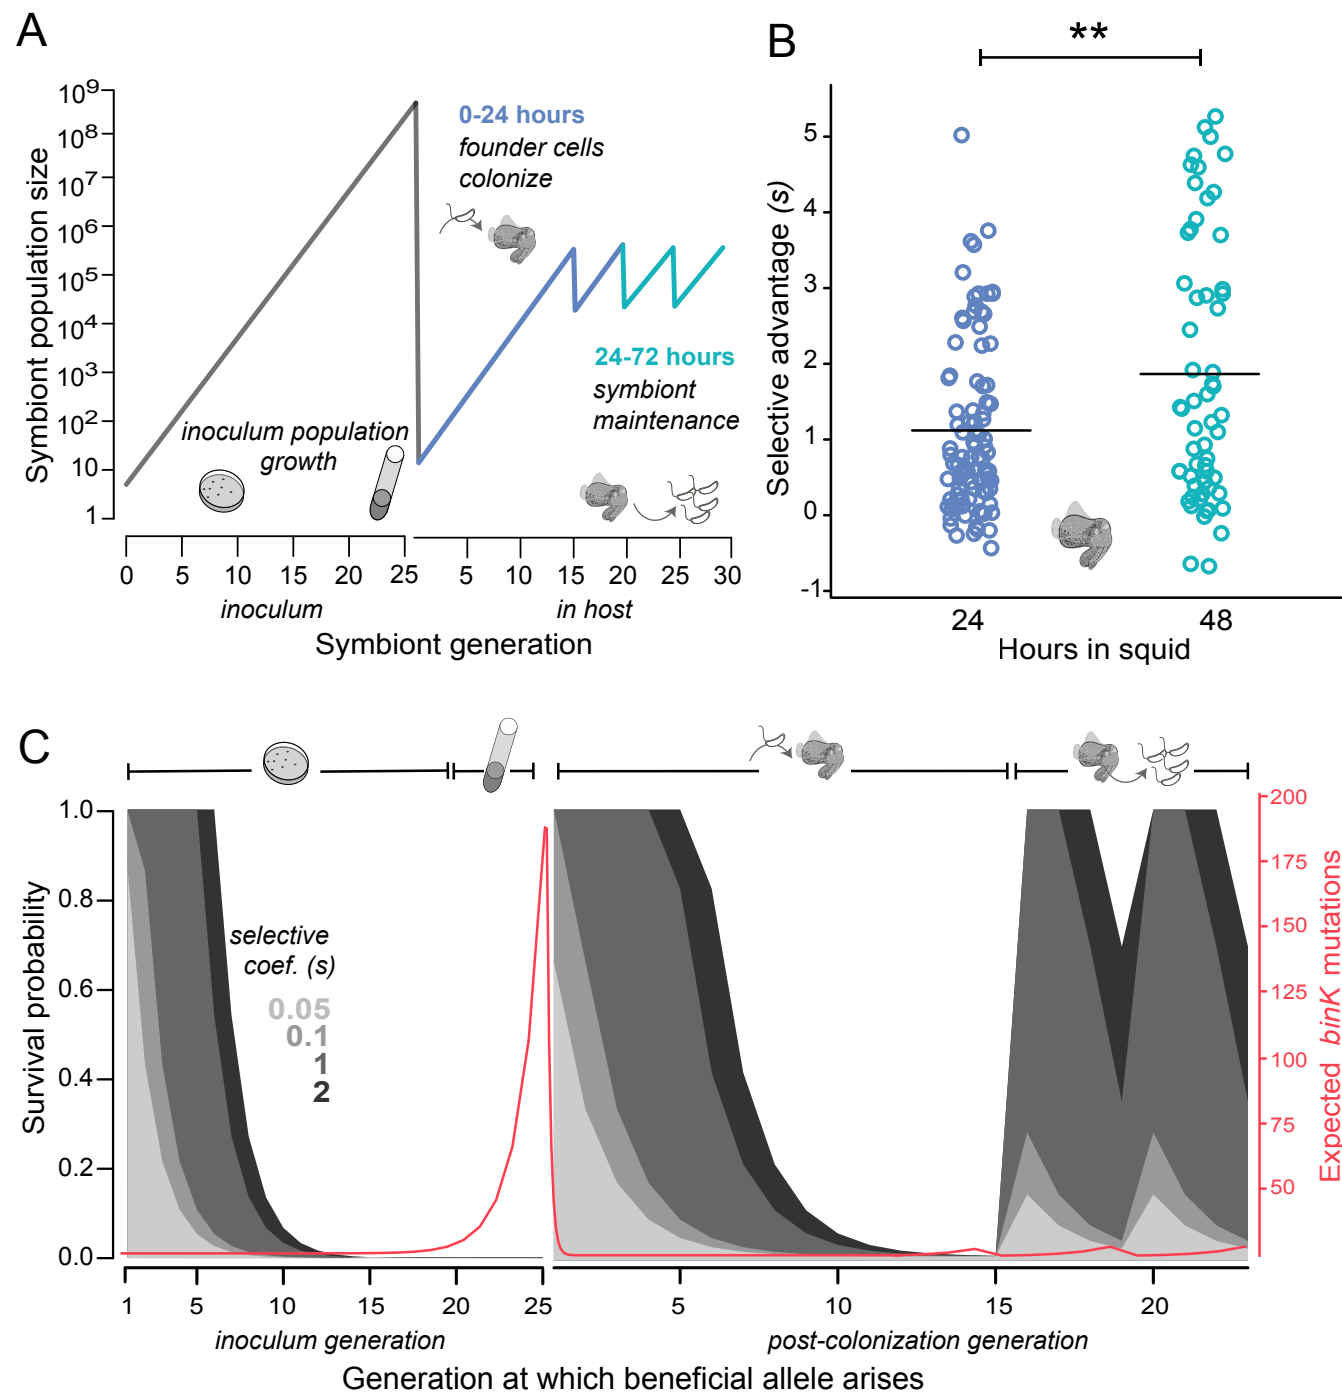 A
10⁹
10⁸
10⁷
10⁶
10⁵
10⁴
10³
10²
10
1
Symbiont population size
0-24 hours
founder cells
colonize
24-72 hours
symbiont
maintenance
inoculum population
growth
0 5 10 15 20 25 5 10 15 20 25 30
inoculum in host
Symbiont generation
B
**
5
4
3
2
1
0
-1
Selective advantage (s)
24 48
Hours in squid
C
1.0
0.8
0.6
0.4
0.2
0.0
Survival probability
selective
coef. (s)
0.05
0.1
1
2
200
175
150
125
100
75
50
Expected binK mutations
1 5 10 15 20 25 5 10 15 20
inoculum generation post-colonization generation
Generation at which beneficial allele arises